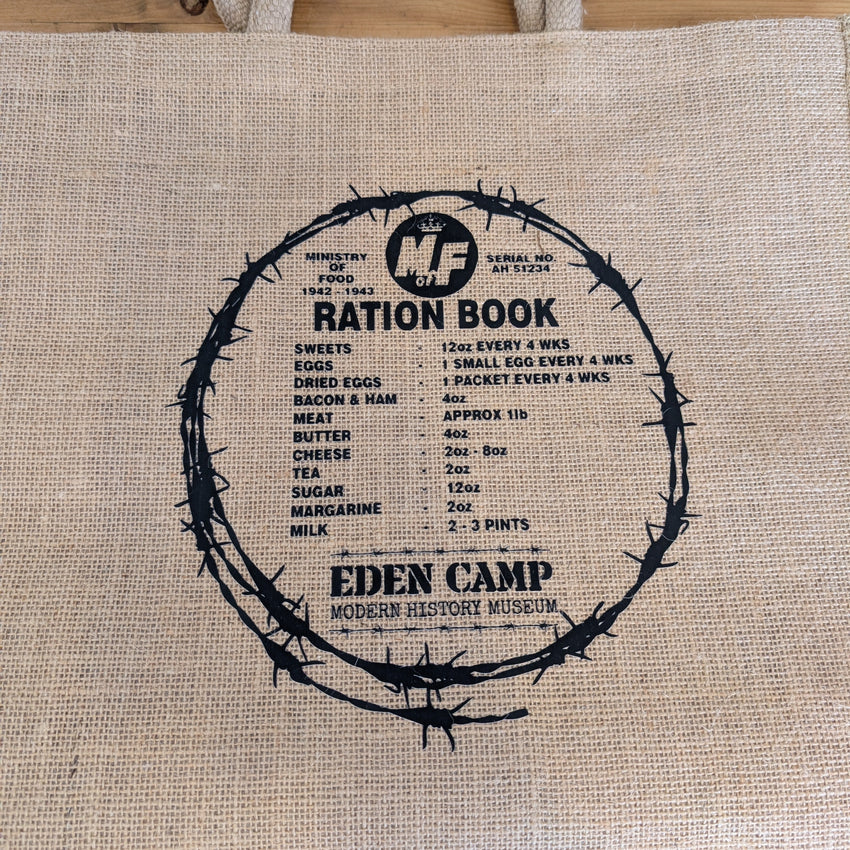 MINISTRY
OF
FOOD
1942 - 1943
MF
MoF
SERIAL NO.
AH 51234
RATION BOOK
SWEETS - 12oz EVERY 4 WKS
EGGS - 1 SMALL EGG EVERY 4 WKS
DRIED EGGS - 1 PACKET EVERY 4 WKS
BACON & HAM - 4oz
MEAT - APPROX 1lb
BUTTER - 4oz
CHEESE - 2oz - 8oz
TEA - 2oz
SUGAR - 12oz
MARGARINE - 2oz
MILK - 2 - 3 PINTS
EDEN CAMP
MODERN HISTORY MUSEUM